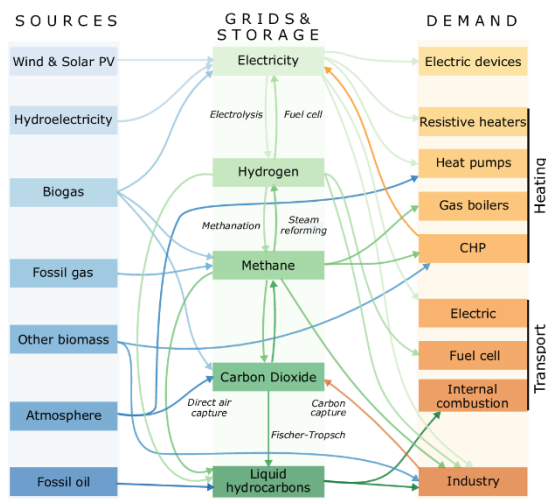 SOURCES
GRIDS &
STORAGE
DEMAND
Wind & Solar PV
Electricity
Electric devices
Hydroelectricity
Electrolysis
Fuel cell
Resistive heaters
Heat pumps
Biogas
Hydrogen
Gas boilers
Methanation
Steam
reforming
CHP
Heating
Fossil gas
Methane
Electric
Other biomass
Fuel cell
Transport
Carbon Dioxide
Internal
combustion
Atmosphere
Direct air
capture
Carbon
capture
Fischer-Tropsch
Fossil oil
Liquid
hydrocarbons
Industry